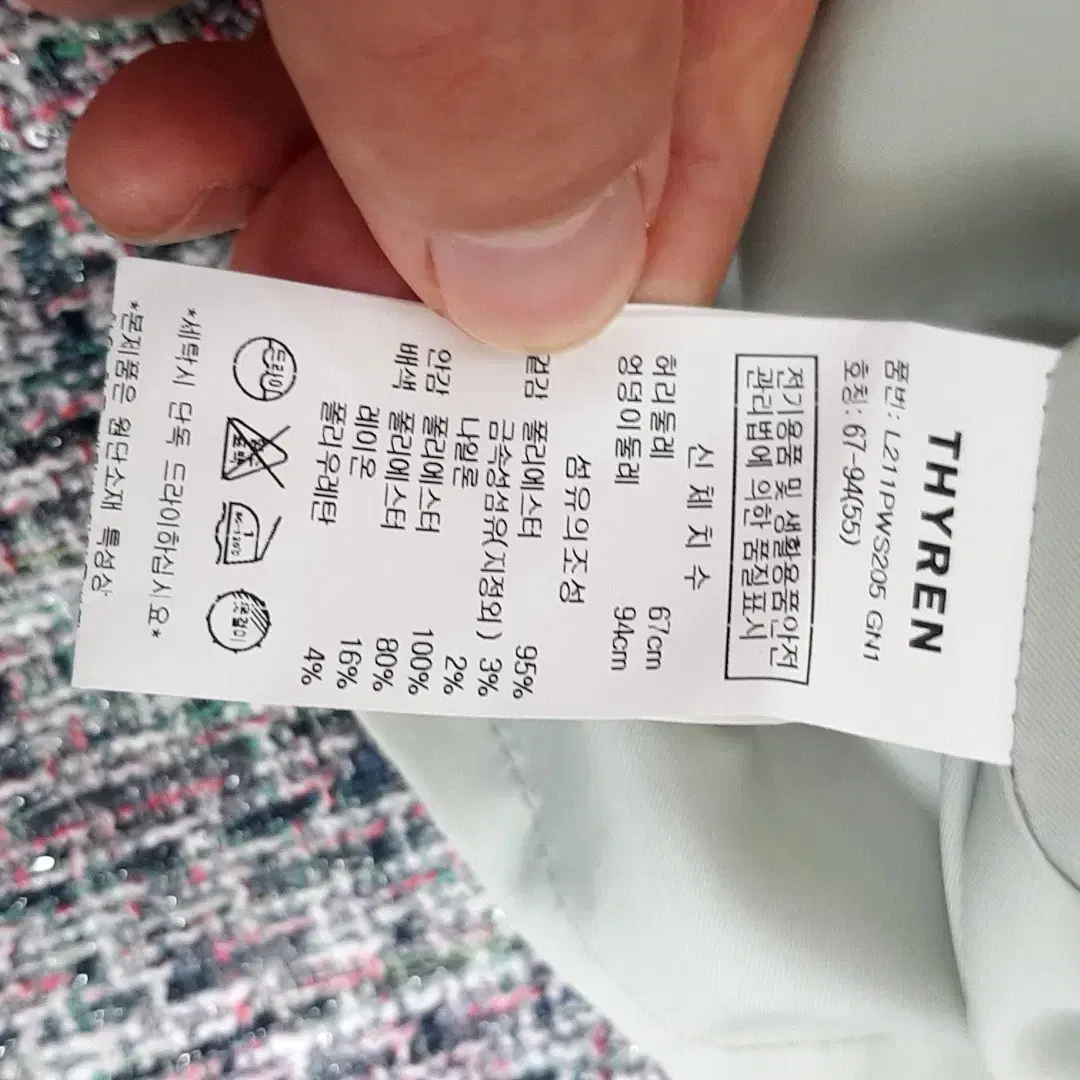 THYREN
품번: L211PWS205 GN1
호칭: 67-94(55)
전기용품 및 생활용품안전
관리법에 의한 품질표시
신 체 치 수
허리둘레 67cm
엉덩이둘레 94cm
섬유의조성
겉감 폴리에스터 95%
금속성섬유(지정외) 3%
나일론 2%
안감 폴리에스터 100%
배색 폴리에스터 80%
레이온 16%
폴리우레탄 4%
드라이
*세탁시 단독 드라이하십시요*
*본제품은 원단소재 특성상